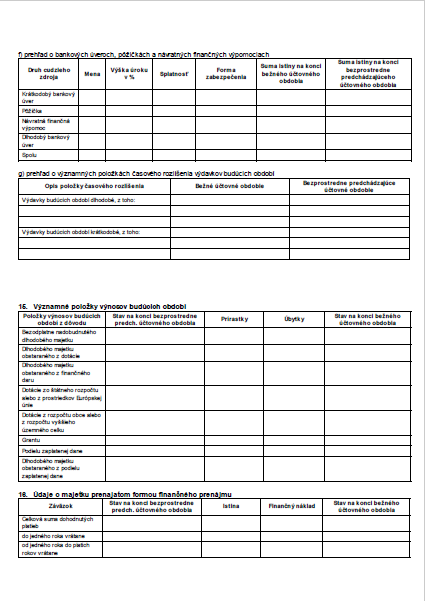 f) prehľad o bankových úveroch, pôžičkách a návratných finančných výpomociach
Druh cudzieho zdroja Mena Výška úroku v % Splatnosť Forma zabezpečenia Suma istiny na konci bežného účtovného obdobia Suma istiny na konci bezprostredne predchádzajúceho účtovného obdobia
Krátkodobý bankový úver
Pôžička
Návratná finančná výpomoc
Dlhodobý bankový úver
Spolu
g) prehľad o významných položkách časového rozlíšenia výdavkov budúcich období
Opis položky časového rozlíšenia Bežné účtovné obdobie Bezprostredne predchádzajúce účtovné obdobie
Výdavky budúcich období dlhodobé, z toho:
Výdavky budúcich období krátkodobé, z toho:
15. Významné položky výnosov budúcich období
Položky výnosov budúcich období z dôvodu Stav na konci bezprostredne predch. účtovného obdobia Prírastky Úbytky Stav na konci bežného účtovného obdobia
Bezodplatne nadobudnutého dlhodobého majetku
Dlhodobého majetku obstaraného z dotácie
Dlhodobého majetku obstaraného z finančného daru
Dotácie zo štátneho rozpočtu alebo z prostriedkov Európskej únie
Dotácie z rozpočtu obce alebo z rozpočtu vyššieho územného celku
Grantu
Podielu zaplatenej dane
Dlhodobého majetku obstaraného z podielu zaplatenej dane
16. Údaje o majetku prenajatom formou finančného prenájmu
Záväzok Stav na konci bezprostredne predch. účtovného obdobia Istina Finančný náklad Stav na konci bežného účtovného obdobia
Celková suma dohodnutých platieb
do jedného roka vrátane
od jedného roka do piatich rokov vrátane